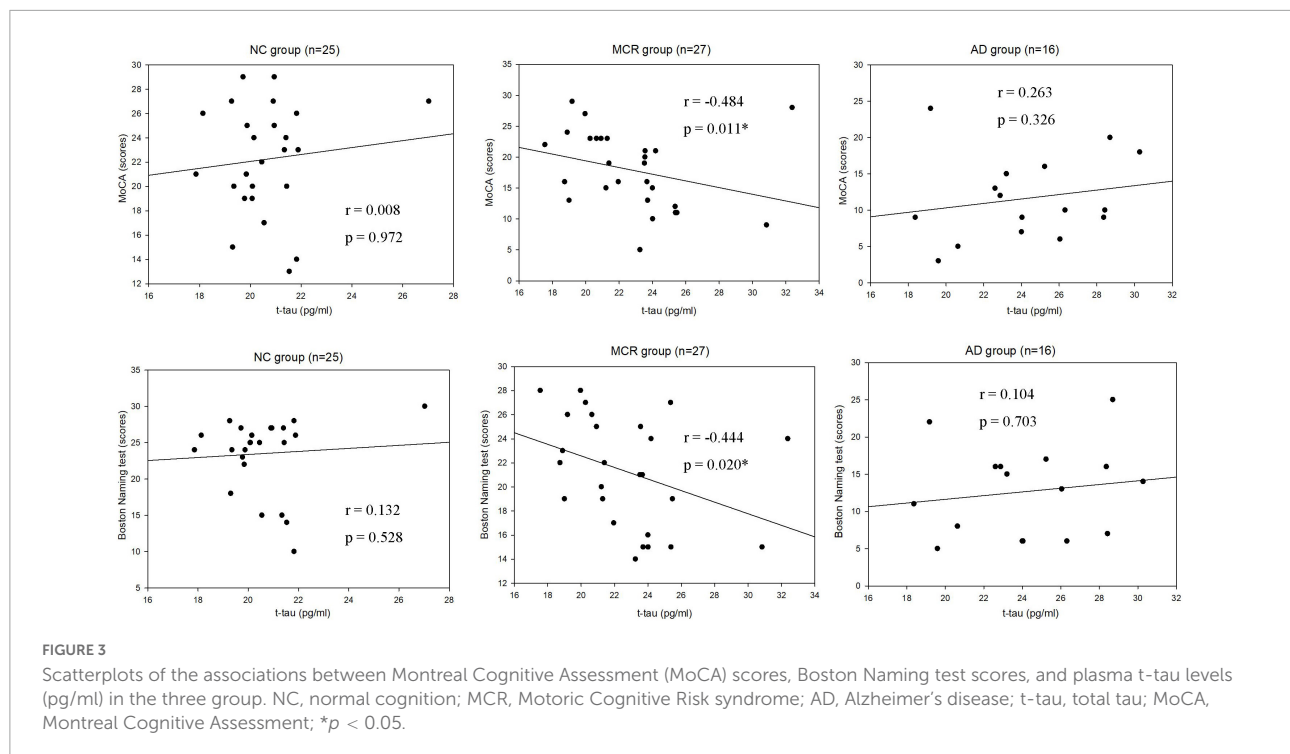 NC group (n=25)
30
28
26
24
22
20
18
16
14
12
MoCA (scores)
r = 0.008
p = 0.972
16 18 20 22 24 26 28
t-tau (pg/ml)
MCR group (n=27)
35
30
25
20
15
10
5
0
MoCA (scores)
r = -0.484
p = 0.011*
16 18 20 22 24 26 28 30 32 34
t-tau (pg/ml)
AD group (n=16)
30
25
20
15
10
5
0
MoCA (scores)
r = 0.263
p = 0.326
16 18 20 22 24 26 28 30 32
t-tau (pg/ml)
NC group (n=25)
35
30
25
20
15
10
5
Boston Naming test (scores)
r = 0.132
p = 0.528
16 18 20 22 24 26 28
t-tau (pg/ml)
MCR group (n=27)
30
28
26
24
22
20
18
16
14
12
Boston Naming test (scores)
r = -0.444
p = 0.020*
16 18 20 22 24 26 28 30 32 34
t-tau (pg/ml)
AD group (n=16)
30
25
20
15
10
5
0
Boston Naming test (scores)
r = 0.104
p = 0.703
16 18 20 22 24 26 28 30 32
t-tau (pg/ml)
FIGURE 3
Scatterplots of the associations between Montreal Cognitive Assessment (MoCA) scores, Boston Naming test scores, and plasma t-tau levels
(pg/ml) in the three group. NC, normal cognition; MCR, Motoric Cognitive Risk syndrome; AD, Alzheimer's disease; t-tau, total tau; MoCA,
Montreal Cognitive Assessment; *p < 0.05.